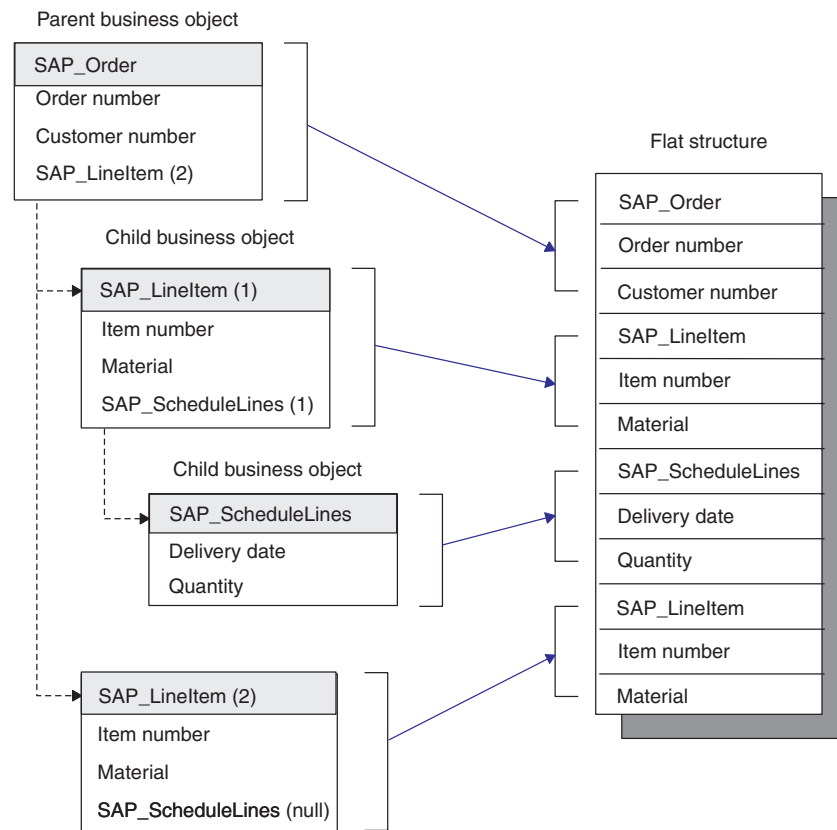 Parent business object
SAP_Order
Order number
Customer number
SAP_LineItem (2)
Child business object
SAP_LineItem (1)
Item number
Material
SAP_ScheduleLines (1)
Child business object
SAP_ScheduleLines
Delivery date
Quantity
SAP_LineItem (2)
Item number
Material
SAP_ScheduleLines (null)
Flat structure
SAP_Order
Order number
Customer number
SAP_LineItem
Item number
Material
SAP_ScheduleLines
Delivery date
Quantity
SAP_LineItem
Item number
Material